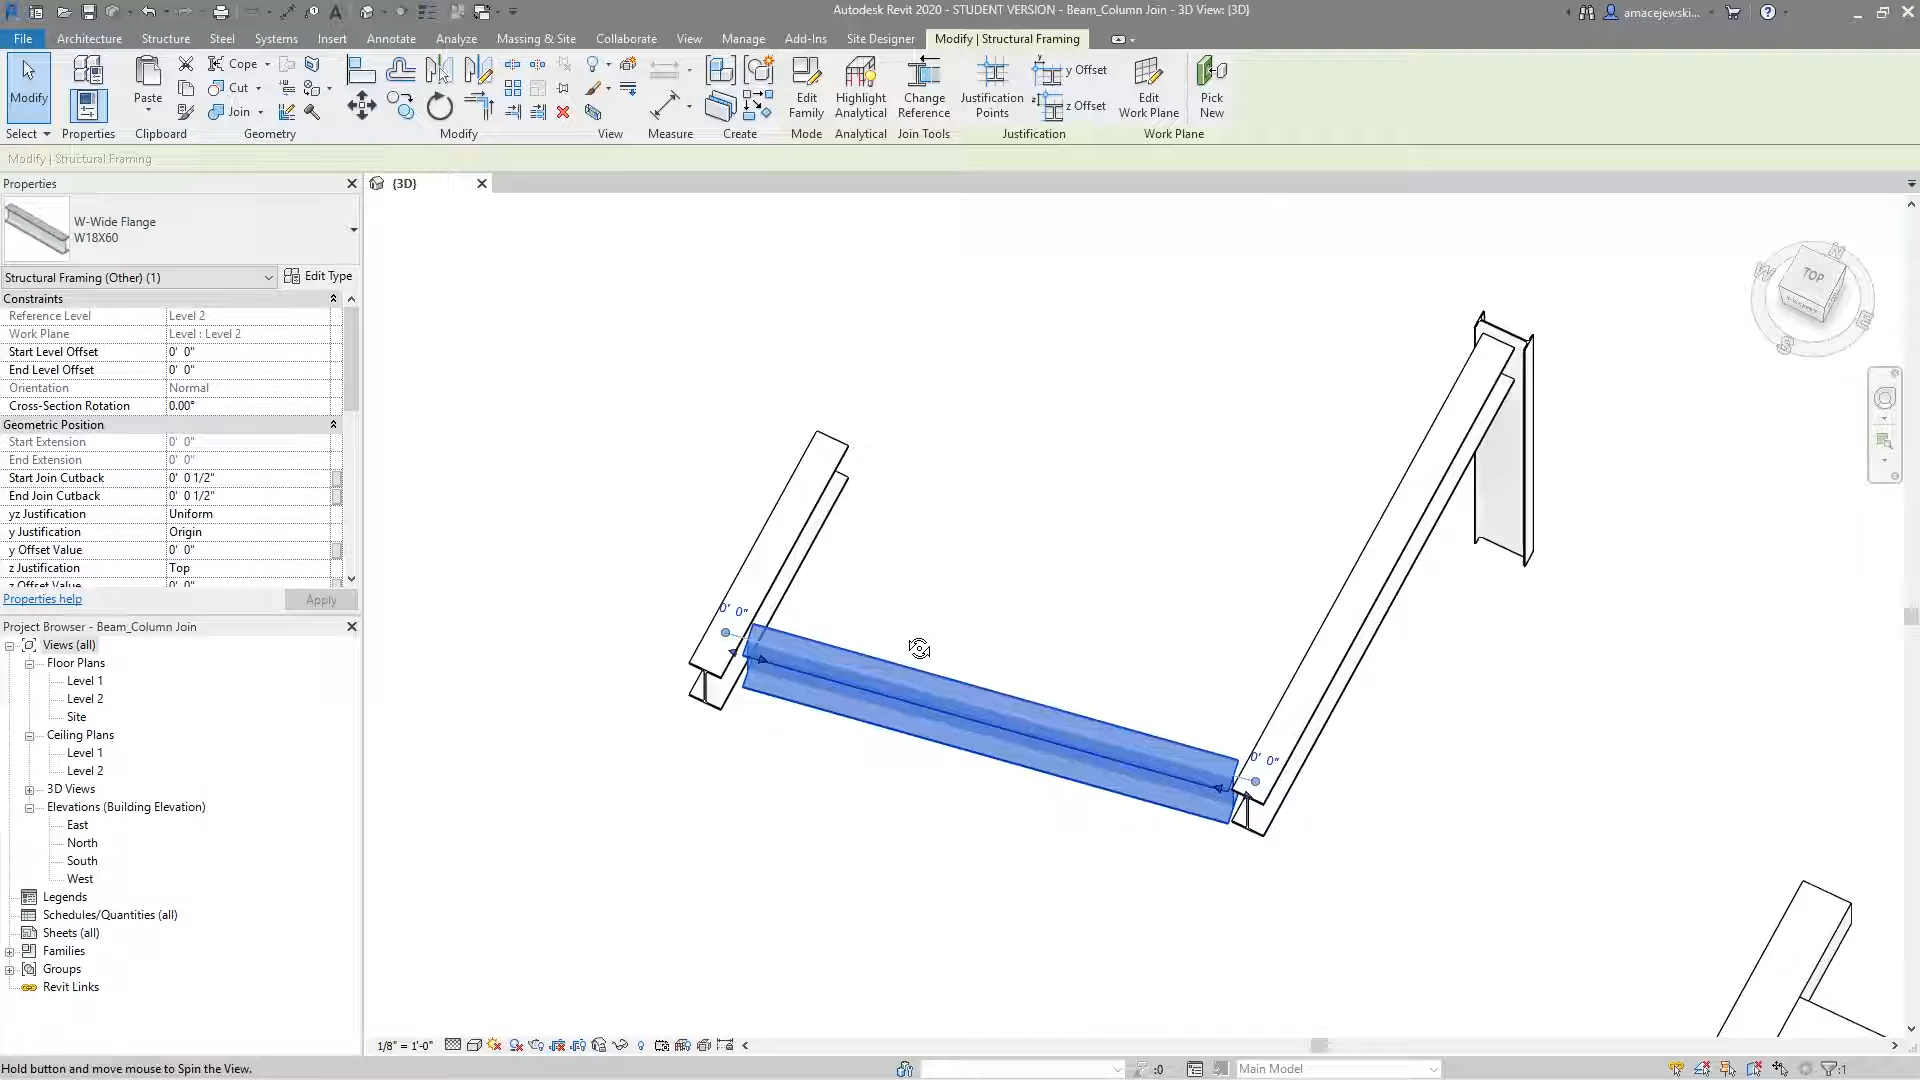 Autodesk Revit 2020 - STUDENT VERSION - Beam_Column Join - 3D View: {3D}
amacejewski...
File Architecture Structure Steel Systems Insert Annotate Analyze Massing & Site Collaborate View Manage Add-Ins Site Designer Modify | Structural Framing
Modify
Paste
Cope
Cut
Join
Edit Family
Highlight Analytical
Change Reference
Justification Points
y Offset
z Offset
Edit Work Plane
Pick New
Select Properties Clipboard Geometry Modify View Measure Create Mode Analytical Join Tools Justification Work Plane
Modify | Structural Framing
Properties
{3D}
W-Wide Flange
W18X60
Structural Framing (Other) (1) Edit Type
Constraints
Reference Level Level 2
Work Plane Level : Level 2
Start Level Offset 0' 0"
End Level Offset 0' 0"
Orientation Normal
Cross-Section Rotation 0.00°
Geometric Position
Start Extension 0' 0"
End Extension 0' 0"
Start Join Cutback 0' 0 1/2"
End Join Cutback 0' 0 1/2"
yz Justification Uniform
y Justification Origin
y Offset Value 0' 0"
z Justification Top
z Offset Value 0' 0"
Properties help Apply
Project Browser - Beam_Column Join
Views (all)
Floor Plans
Level 1
Level 2
Site
Ceiling Plans
Level 1
Level 2
3D Views
Elevations (Building Elevation)
East
North
South
West
Legends
Schedules/Quantities (all)
Sheets (all)
Families
Groups
Revit Links
0' 0"
0' 0"
TOP
N
W
E
S
1/8" = 1'-0"
Hold button and move mouse to Spin the View.
:0
Main Model
:1